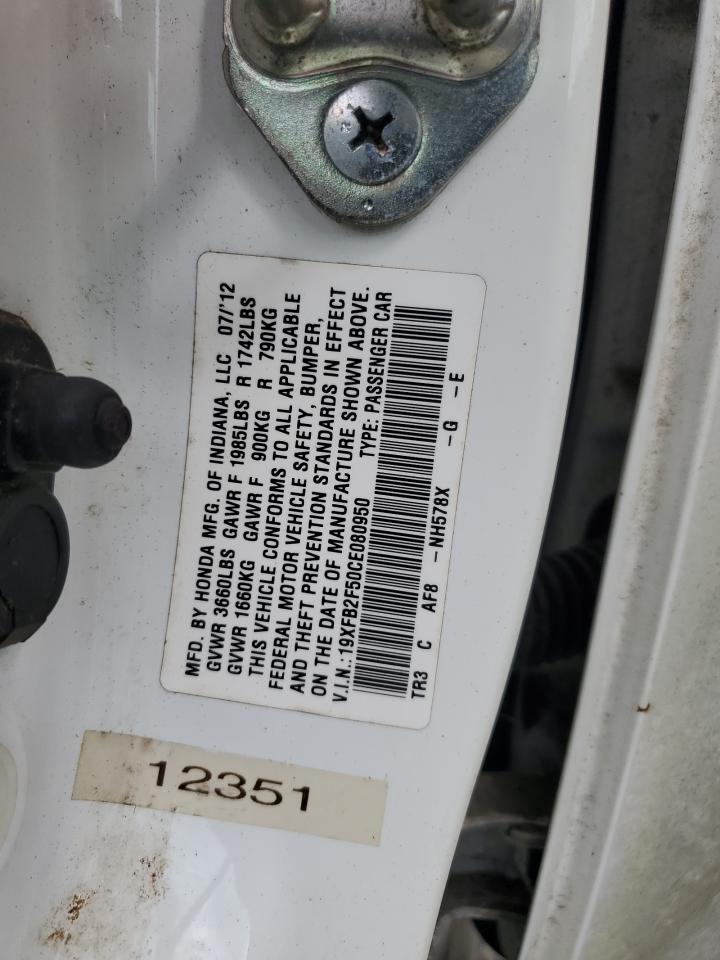 MFD. BY HONDA MFG. OF INDIANA, LLC 07/'12
GVWR 3660LBS GAWR F 1985LBS R 1742LBS
GVWR 1660KG GAWR F 900KG R 790KG
THIS VEHICLE CONFORMS TO ALL APPLICABLE
FEDERAL MOTOR VEHICLE SAFETY, BUMPER,
AND THEFT PREVENTION STANDARDS IN EFFECT
ON THE DATE OF MANUFACTURE SHOWN ABOVE.
V.I.N.:19XFB2F50CE080950 TYPE: PASSENGER CAR
TR3 C AF8 -NH578X -G -E
12351